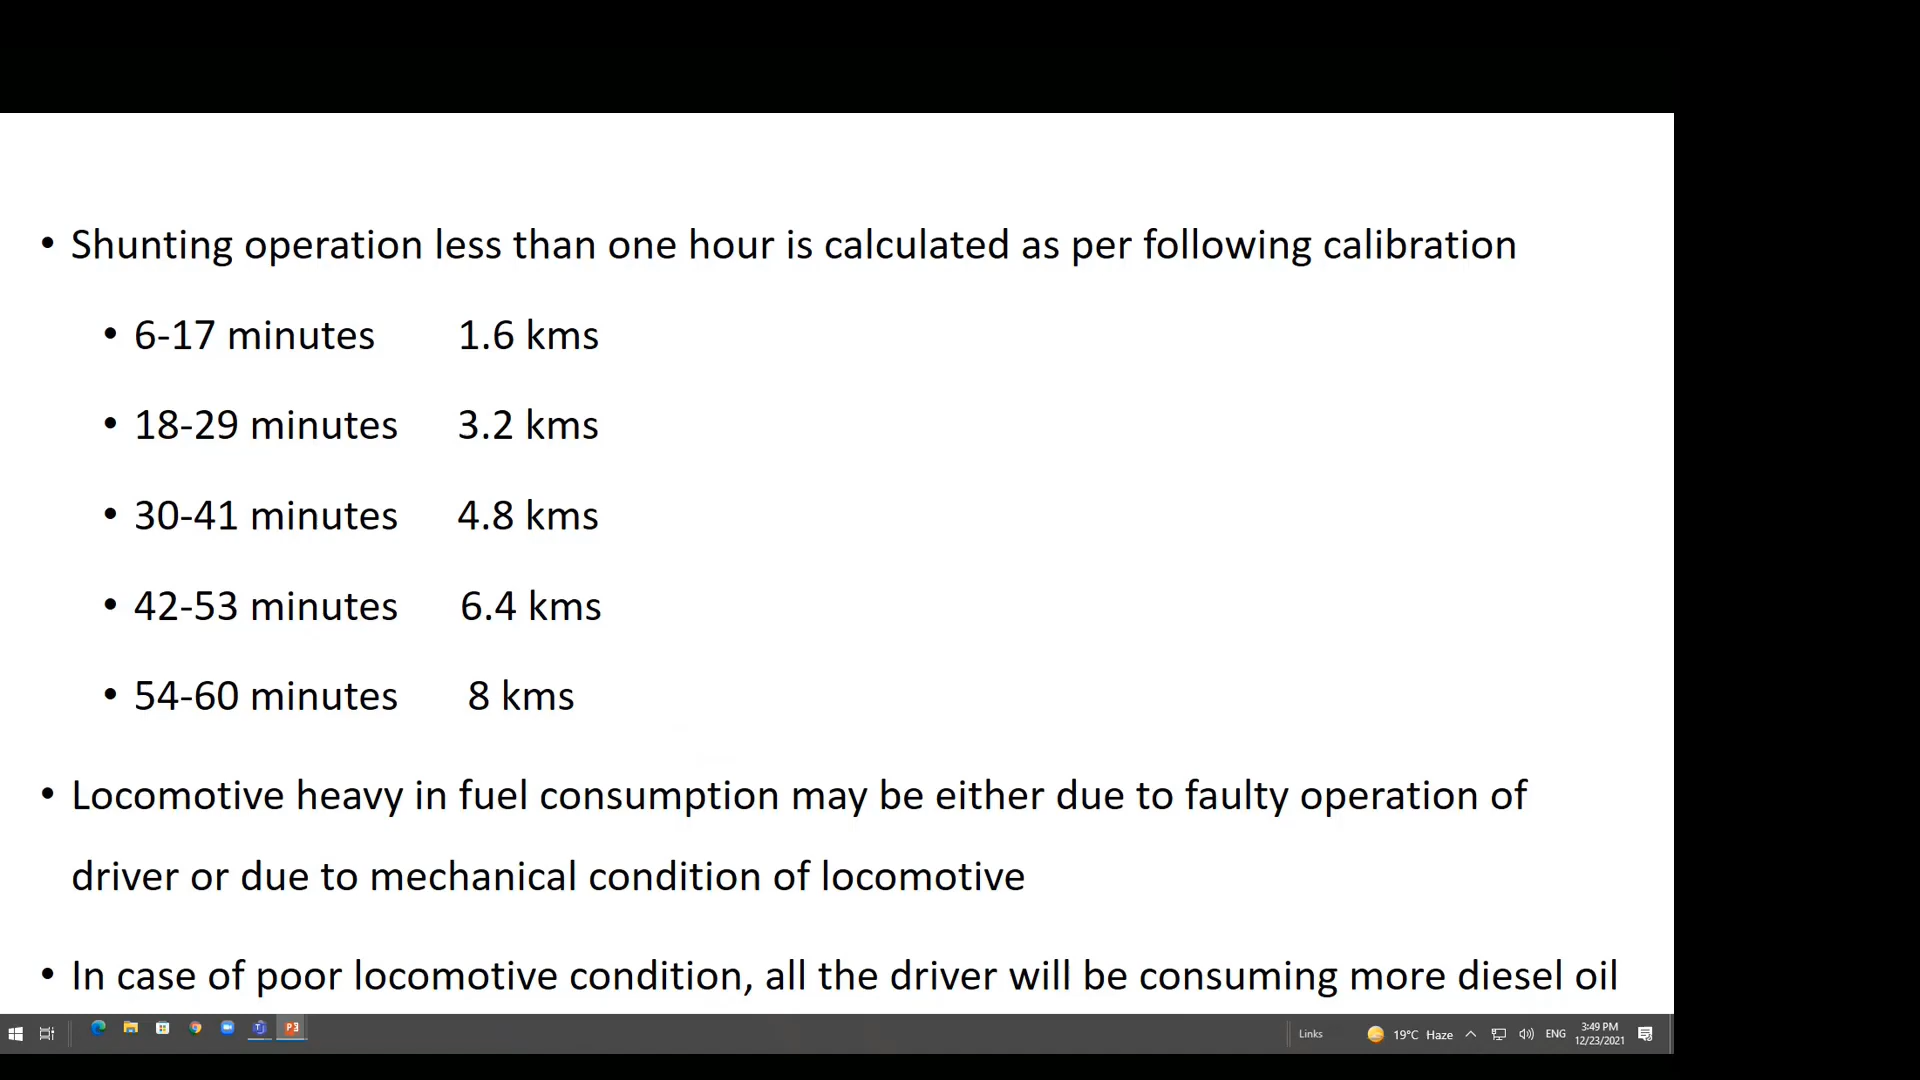 • Shunting operation less than one hour is calculated as per following calibration
• 6-17 minutes 1.6 kms
• 18-29 minutes 3.2 kms
• 30-41 minutes 4.8 kms
• 42-53 minutes 6.4 kms
• 54-60 minutes 8 kms
• Locomotive heavy in fuel consumption may be either due to faulty operation of
driver or due to mechanical condition of locomotive
• In case of poor locomotive condition, all the driver will be consuming more diesel oil
Links 19°C Haze ENG 3:49 PM
12/23/2021